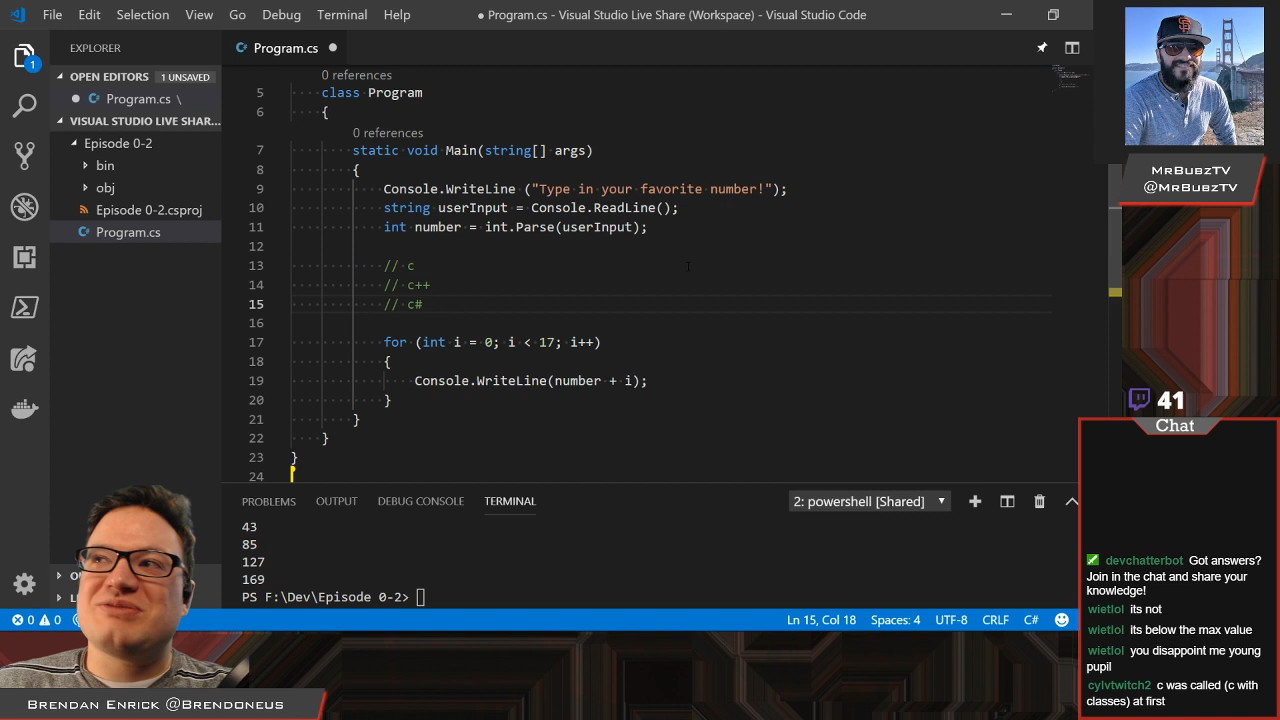 File Edit Selection View Go Debug Terminal Help
● Program.cs - Visual Studio Live Share (Workspace) - Visual Studio Code
EXPLORER
OPEN EDITORS 1 UNSAVED
Program.cs \
VISUAL STUDIO LIVE SHAR...
Episode 0-2
bin
obj
Episode 0-2.csproj
Program.cs
1
Program.cs
0 references
5 class Program
6 {
0 references
7 static void Main(string[] args)
8 {
9 Console.WriteLine ("Type in your favorite number!");
10 string userInput = Console.ReadLine();
11 int number = int.Parse(userInput);
12
13 // c
14 // c++
15 // c#
16
17 for (int i = 0; i < 17; i++)
18 {
19 Console.WriteLine(number + i);
20 }
21 }
22 }
23 }
24
PROBLEMS OUTPUT DEBUG CONSOLE TERMINAL
2: powershell [Shared]
43
85
127
169
PS F:\Dev\Episode 0-2>
0 0
Ln 15, Col 18 Spaces: 4 UTF-8 CRLF C#
BRENDAN ENRICK @BRENDONEUS
MRBUBZTV
@MRBUBZTV
41
Chat
devchatterbot Got answers?
Join in the chat and share your
knowledge!
wietlol its not
wietlol its below the max value
wietlol you disappoint me young
pupil
cylvtwitch2 c was called (c with
classes) at first